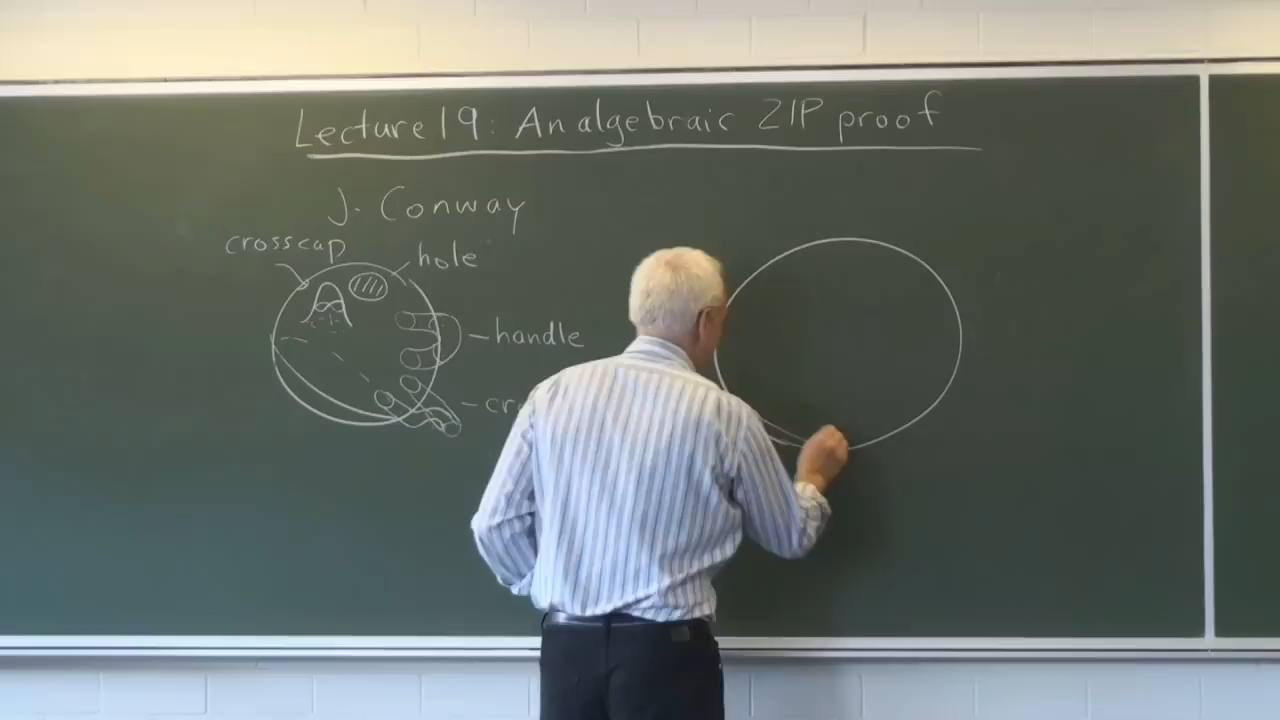 Lecture 19: An algebraic ZIP proof
J. Conway
crosscap
hole
handle